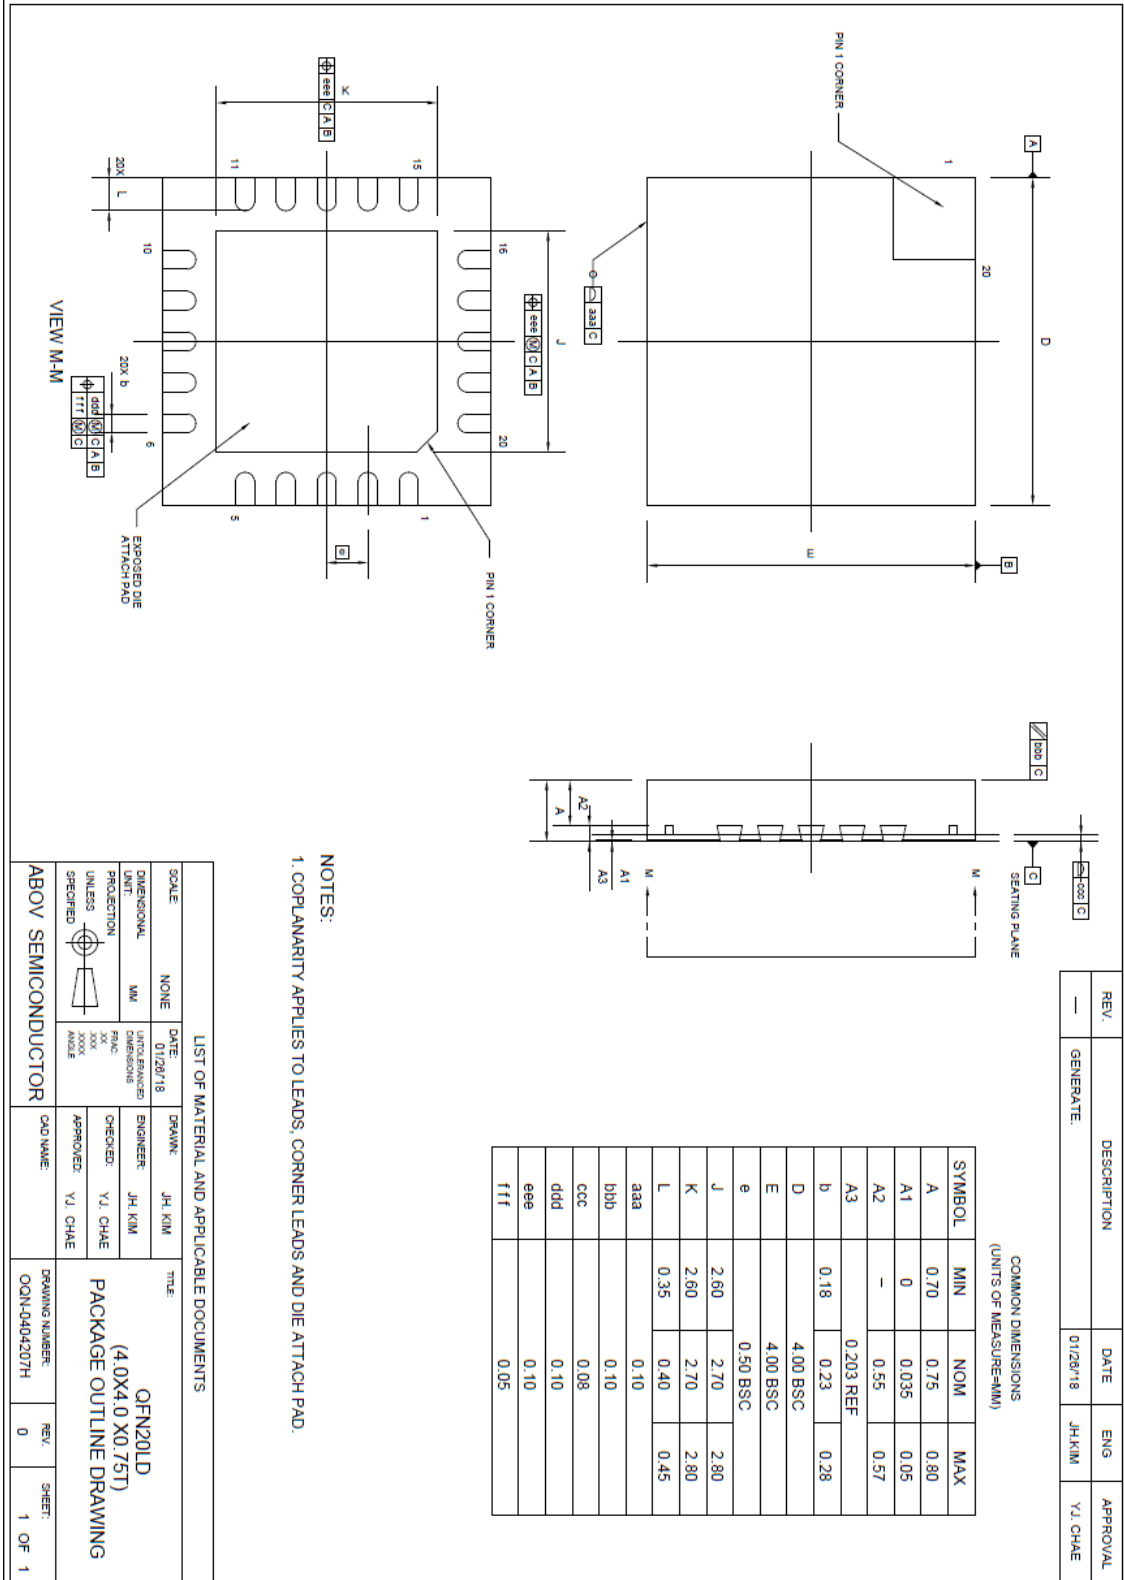 REV. DESCRIPTION DATE ENG APPROVAL
— GENERATE. 01/26/'18 JH.KIM YJ. CHAE
PIN 1 CORNER
A
1
20
D
B
E
aaa C
bbb C
ccc C
C
SEATING PLANE
M
M
A2
A
A1
A3
K
eee C A B
J
eee Ⓜ C A B
15
11
16
20
10
6
1
5
20X L
20X b
ddd Ⓜ C A B
fff Ⓜ C
e
PIN 1 CORNER
EXPOSED DIE
ATTACH PAD
VIEW M-M
COMMON DIMENSIONS
(UNITS OF MEASURE=MM)
SYMBOL MIN NOM MAX
A 0.70 0.75 0.80
A1 0 0.035 0.05
A2 – 0.55 0.57
A3 0.203 REF
b 0.18 0.23 0.28
D 4.00 BSC
E 4.00 BSC
e 0.50 BSC
J 2.60 2.70 2.80
K 2.60 2.70 2.80
L 0.35 0.40 0.45
aaa 0.10
bbb 0.10
ccc 0.08
ddd 0.10
eee 0.10
fff 0.05
NOTES:
1. COPLANARITY APPLIES TO LEADS, CORNER LEADS AND DIE ATTACH PAD.
LIST OF MATERIAL AND APPLICABLE DOCUMENTS
SCALE: NONE
DATE: 01/26/'18
DRAWN: JH. KIM
DIMENSIONAL
UNIT: MM
UNTOLERANCED
DIMENSIONS
FRAC:
.XX
.XXX
.XXXX
ANGLE
ENGINEER: JH. KIM
PROJECTION
UNLESS
SPECIFIED
CHECKED: YJ. CHAE
APPROVED: YJ. CHAE
TITLE:
QFN20LD
(4.0X4.0 X0.75T)
PACKAGE OUTLINE DRAWING
ABOV SEMICONDUCTOR
CAD NAME:
DRAWING NUMBER:
OQN-0404207H
REV.
0
SHEET:
1 OF 1